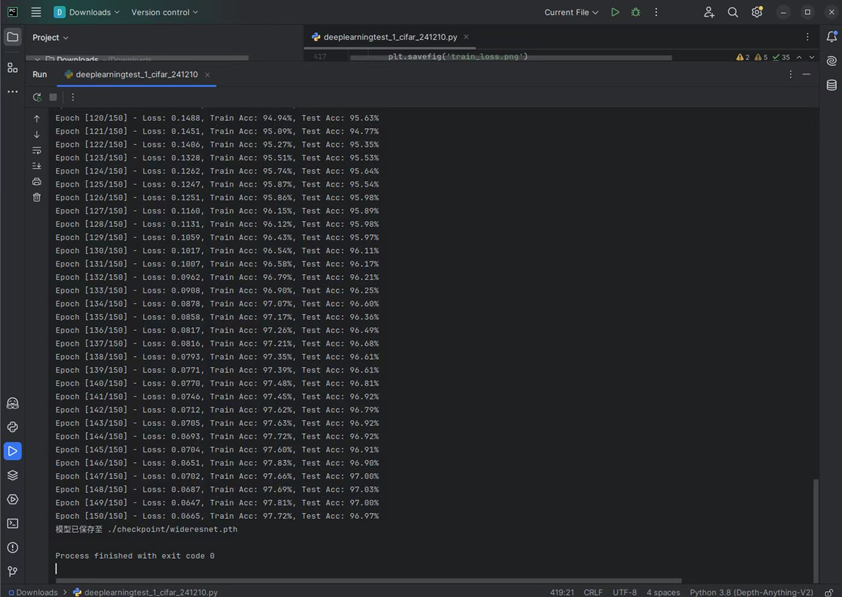 PC
D Downloads
Version control
Current File
Project
deeplearningtest_1_cifar_241210.py
Downloads
417 plt.savefig('train_loss.png')
2 5 35
Run
deeplearningtest_1_cifar_241210
Epoch [120/150] - Loss: 0.1488, Train Acc: 94.94%, Test Acc: 95.63%
Epoch [121/150] - Loss: 0.1451, Train Acc: 95.09%, Test Acc: 94.77%
Epoch [122/150] - Loss: 0.1406, Train Acc: 95.27%, Test Acc: 95.35%
Epoch [123/150] - Loss: 0.1328, Train Acc: 95.51%, Test Acc: 95.53%
Epoch [124/150] - Loss: 0.1262, Train Acc: 95.74%, Test Acc: 95.64%
Epoch [125/150] - Loss: 0.1247, Train Acc: 95.87%, Test Acc: 95.54%
Epoch [126/150] - Loss: 0.1251, Train Acc: 95.86%, Test Acc: 95.98%
Epoch [127/150] - Loss: 0.1160, Train Acc: 96.15%, Test Acc: 95.89%
Epoch [128/150] - Loss: 0.1131, Train Acc: 96.12%, Test Acc: 95.98%
Epoch [129/150] - Loss: 0.1059, Train Acc: 96.43%, Test Acc: 95.97%
Epoch [130/150] - Loss: 0.1017, Train Acc: 96.54%, Test Acc: 96.11%
Epoch [131/150] - Loss: 0.1007, Train Acc: 96.58%, Test Acc: 96.17%
Epoch [132/150] - Loss: 0.0962, Train Acc: 96.79%, Test Acc: 96.21%
Epoch [133/150] - Loss: 0.0908, Train Acc: 96.90%, Test Acc: 96.25%
Epoch [134/150] - Loss: 0.0878, Train Acc: 97.07%, Test Acc: 96.60%
Epoch [135/150] - Loss: 0.0858, Train Acc: 97.17%, Test Acc: 96.36%
Epoch [136/150] - Loss: 0.0817, Train Acc: 97.26%, Test Acc: 96.49%
Epoch [137/150] - Loss: 0.0816, Train Acc: 97.21%, Test Acc: 96.68%
Epoch [138/150] - Loss: 0.0793, Train Acc: 97.35%, Test Acc: 96.61%
Epoch [139/150] - Loss: 0.0771, Train Acc: 97.39%, Test Acc: 96.61%
Epoch [140/150] - Loss: 0.0770, Train Acc: 97.48%, Test Acc: 96.81%
Epoch [141/150] - Loss: 0.0746, Train Acc: 97.45%, Test Acc: 96.92%
Epoch [142/150] - Loss: 0.0712, Train Acc: 97.62%, Test Acc: 96.79%
Epoch [143/150] - Loss: 0.0705, Train Acc: 97.63%, Test Acc: 96.92%
Epoch [144/150] - Loss: 0.0693, Train Acc: 97.72%, Test Acc: 96.92%
Epoch [145/150] - Loss: 0.0704, Train Acc: 97.60%, Test Acc: 96.91%
Epoch [146/150] - Loss: 0.0651, Train Acc: 97.83%, Test Acc: 96.90%
Epoch [147/150] - Loss: 0.0702, Train Acc: 97.66%, Test Acc: 97.00%
Epoch [148/150] - Loss: 0.0687, Train Acc: 97.69%, Test Acc: 97.03%
Epoch [149/150] - Loss: 0.0647, Train Acc: 97.81%, Test Acc: 97.00%
Epoch [150/150] - Loss: 0.0665, Train Acc: 97.72%, Test Acc: 96.97%
模型已保存至 ./checkpoint/wideresnet.pth
Process finished with exit code 0
Downloads > deeplearningtest_1_cifar_241210.py
419:21 CRLF UTF-8 4 spaces Python 3.8 (Depth-Anything-V2)